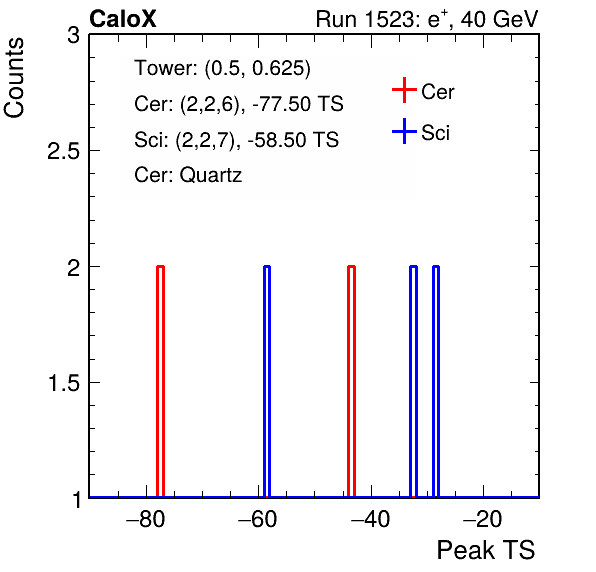 CaloX
Run 1523: e+, 40 GeV
Counts
3
2.5
2
1.5
1
Tower: (0.5, 0.625)
Cer: (2,2,6), -77.50 TS
Sci: (2,2,7), -58.50 TS
Cer: Quartz
Cer
Sci
−80
−60
−40
−20
Peak TS